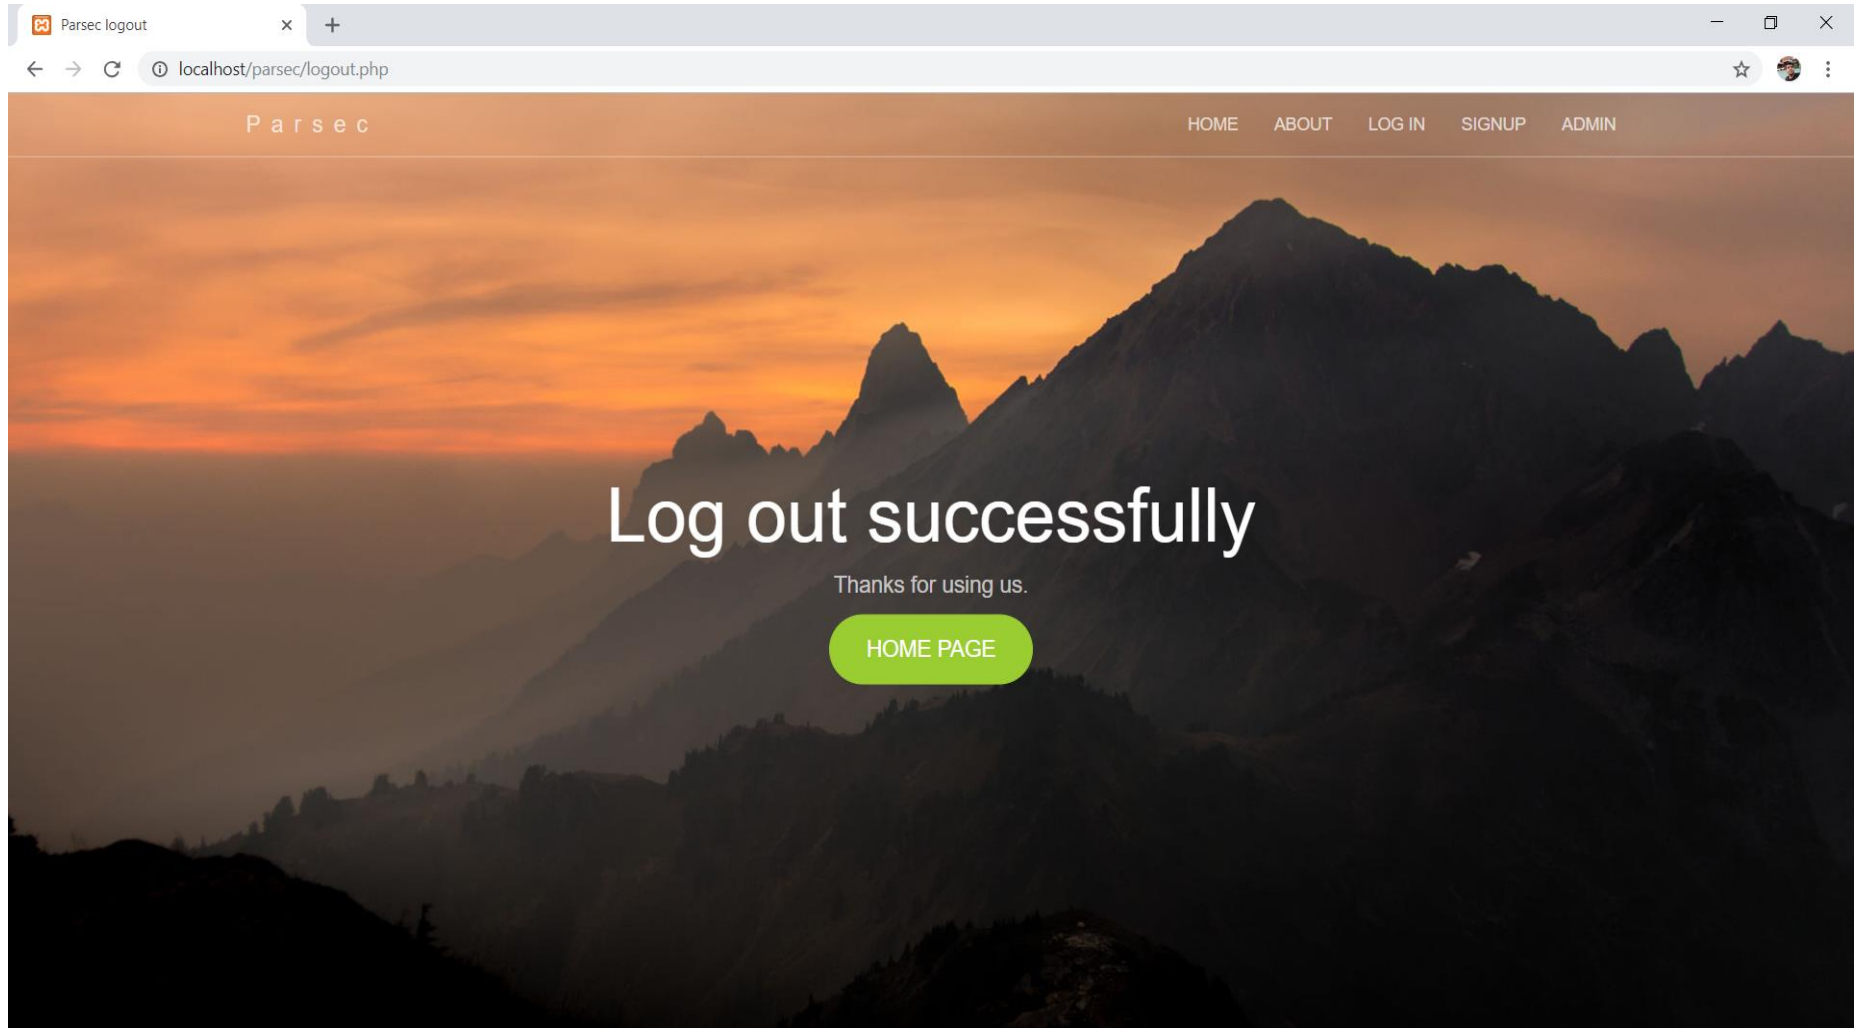 Parsec logout
localhost/parsec/logout.php
Parsec HOME ABOUT LOG IN SIGNUP ADMIN
Log out successfully
Thanks for using us.
HOME PAGE